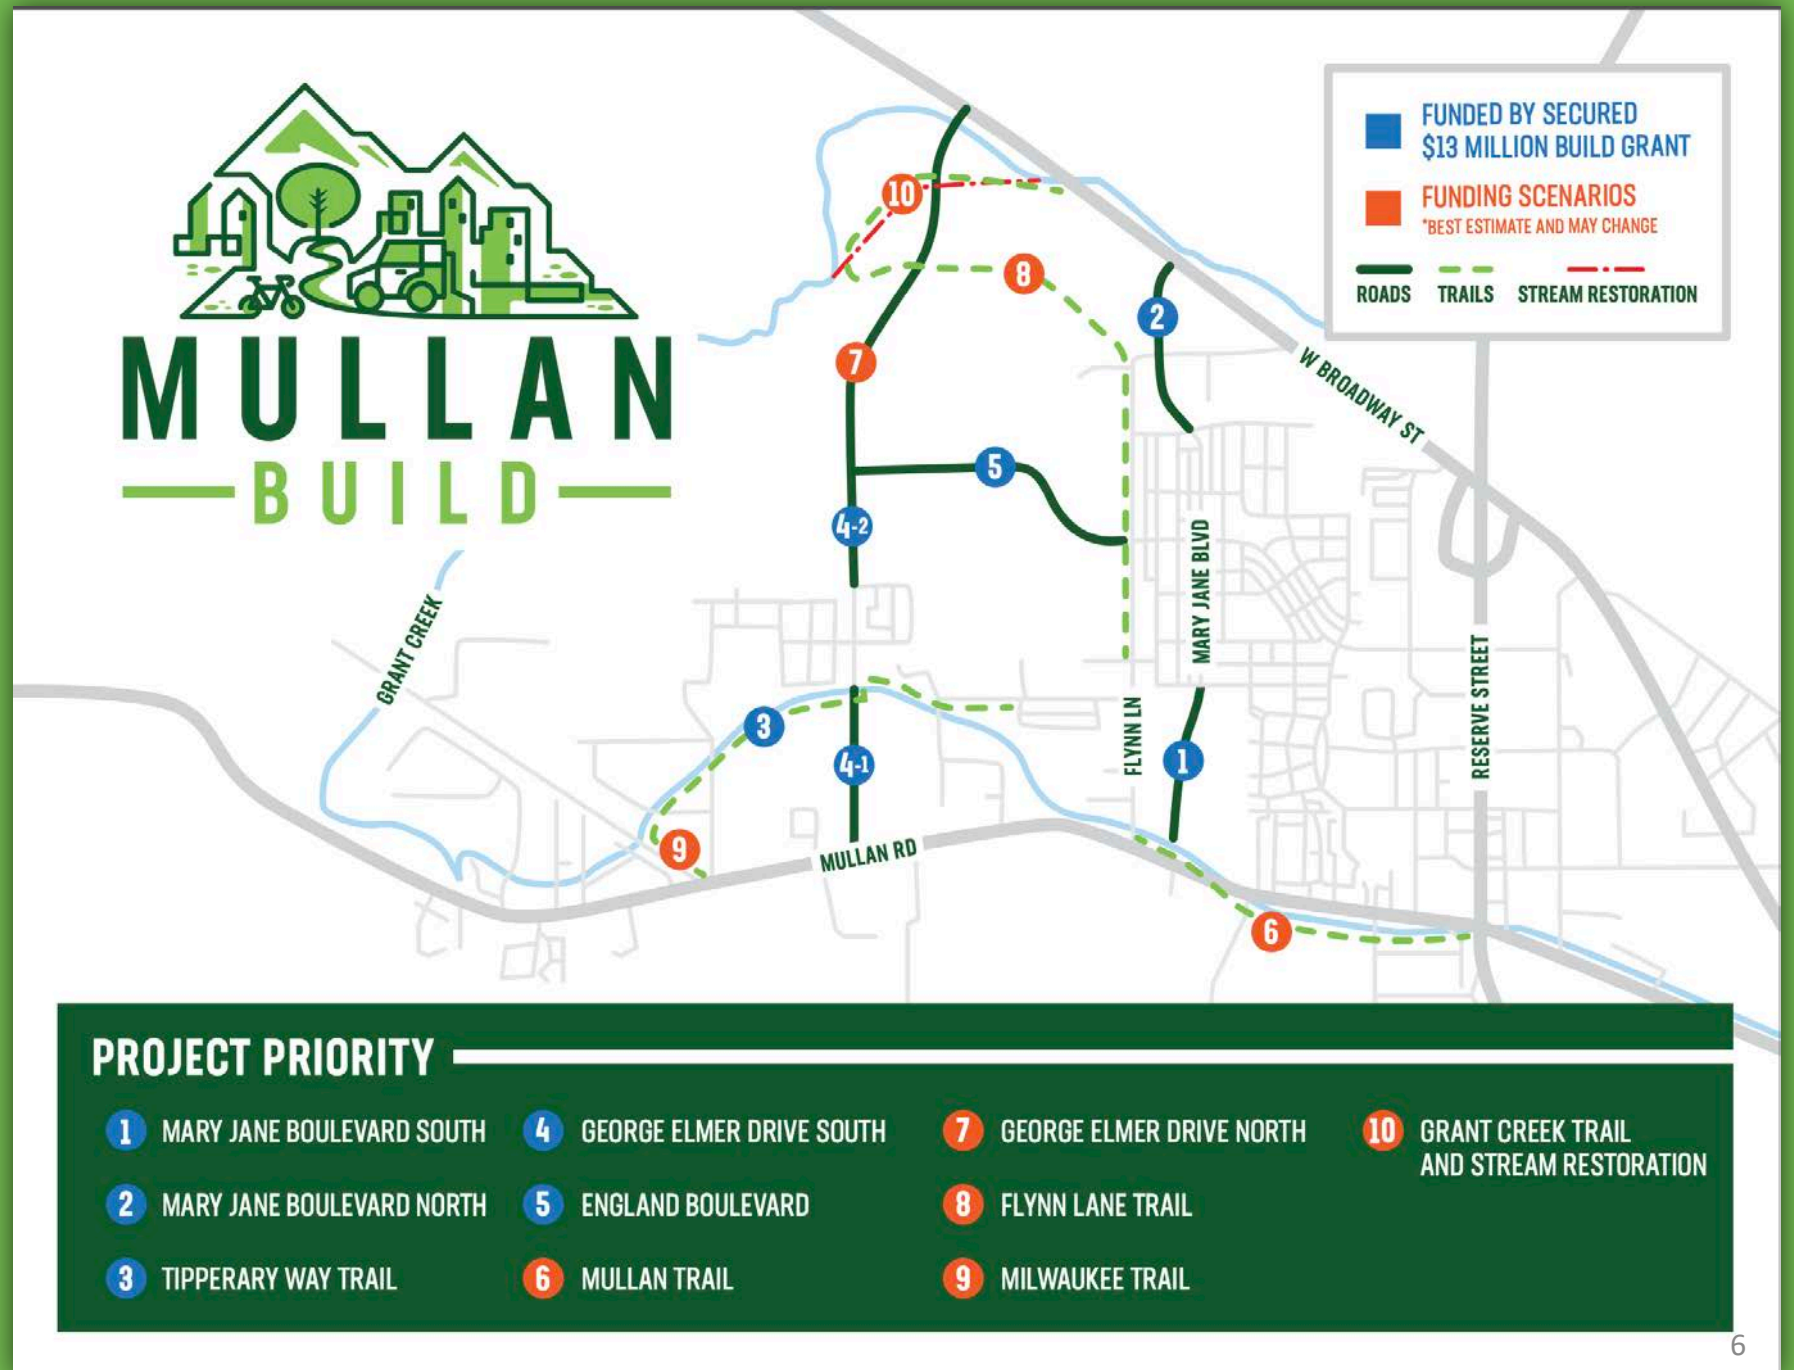 MULLAN
BUILD
FUNDED BY SECURED
$13 MILLION BUILD GRANT
FUNDING SCENARIOS
*BEST ESTIMATE AND MAY CHANGE
ROADS TRAILS STREAM RESTORATION
10
8
2
7
W BROADWAY ST
5
4-2
MARY JANE BLVD
GRANT CREEK
RESERVE STREET
3
FLYNN LN
4-1
1
9
MULLAN RD
6
PROJECT PRIORITY
1 MARY JANE BOULEVARD SOUTH
2 MARY JANE BOULEVARD NORTH
3 TIPPERARY WAY TRAIL
4 GEORGE ELMER DRIVE SOUTH
5 ENGLAND BOULEVARD
6 MULLAN TRAIL
7 GEORGE ELMER DRIVE NORTH
8 FLYNN LANE TRAIL
9 MILWAUKEE TRAIL
10 GRANT CREEK TRAIL
AND STREAM RESTORATION
6